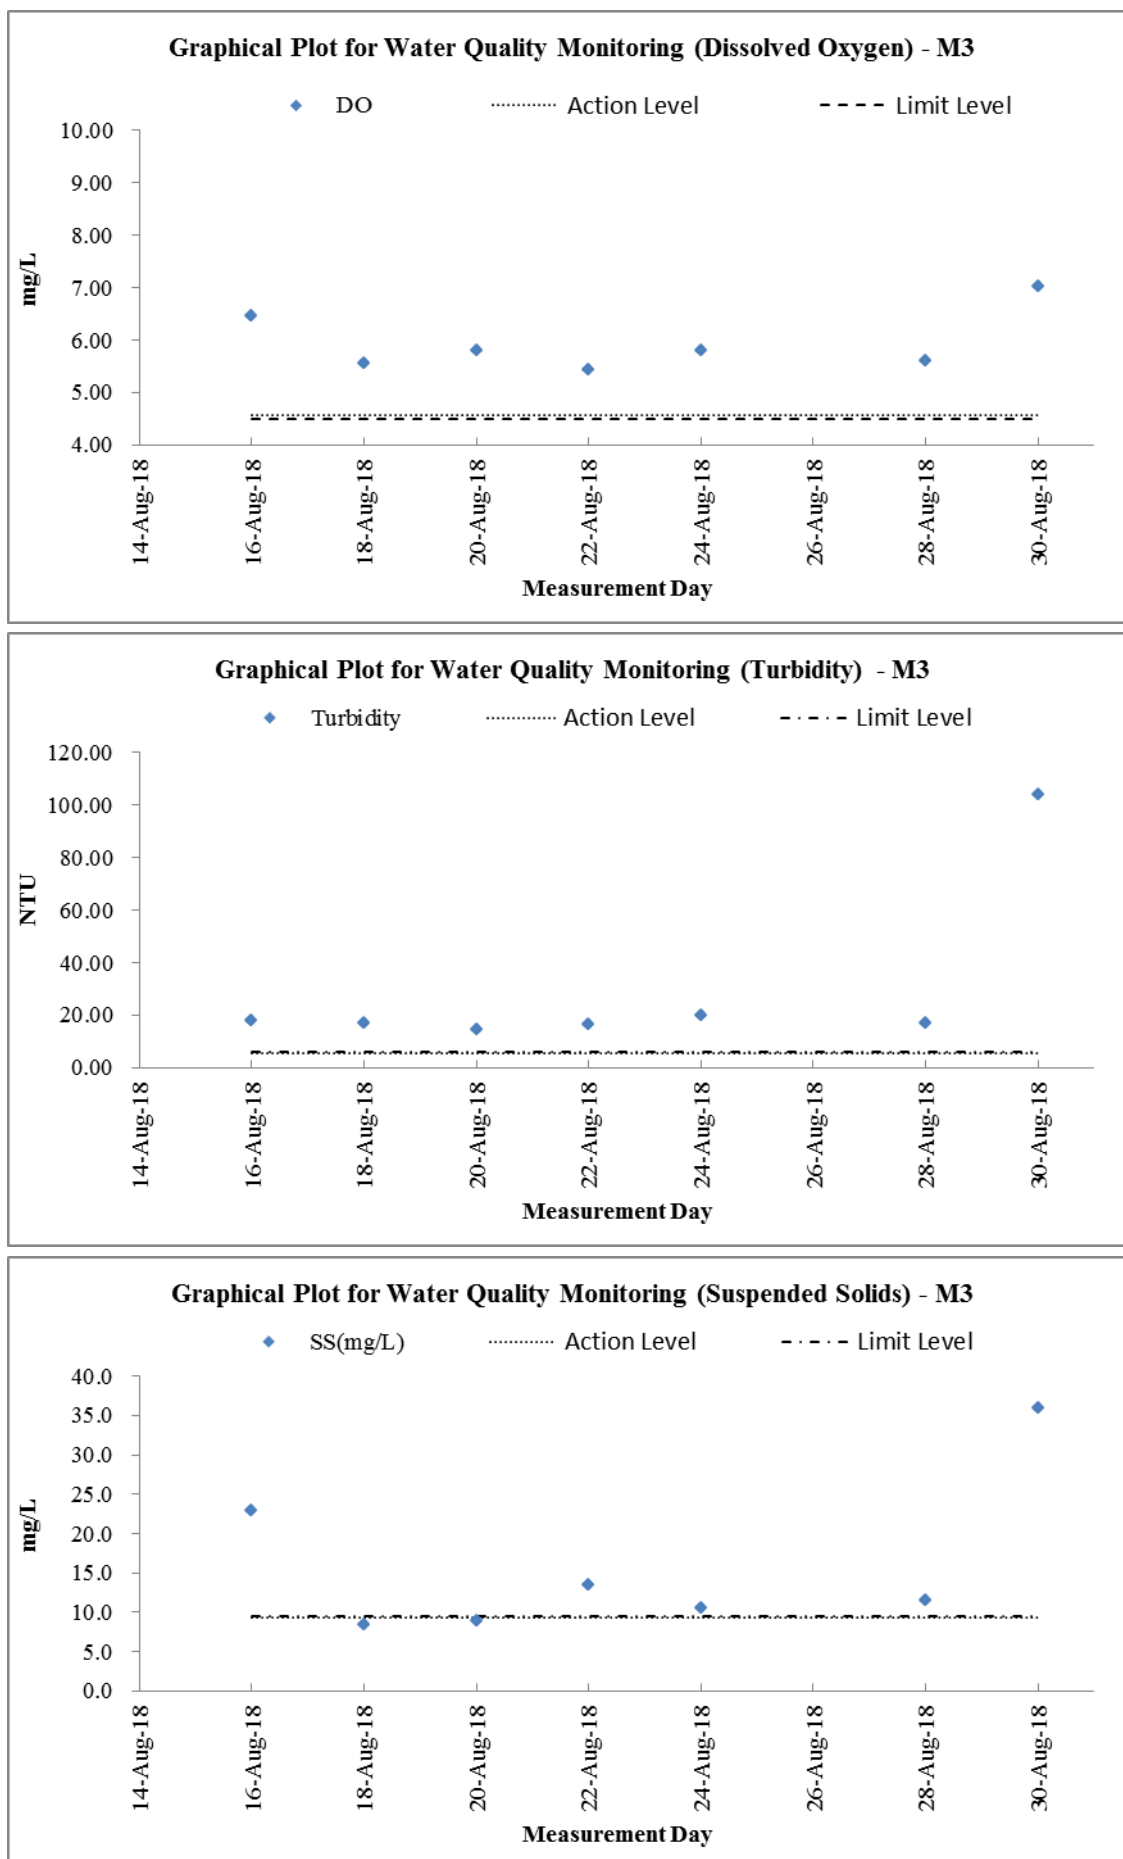 Graphical Plot for Water Quality Monitoring (Dissolved Oxygen) - M3
DO Action Level Limit Level
10.00
9.00
8.00
7.00
6.00
5.00
4.00
mg/L
14-Aug-18
16-Aug-18
18-Aug-18
20-Aug-18
22-Aug-18
24-Aug-18
26-Aug-18
28-Aug-18
30-Aug-18
Measurement Day
Graphical Plot for Water Quality Monitoring (Turbidity) - M3
Turbidity Action Level Limit Level
120.00
100.00
80.00
60.00
40.00
20.00
0.00
NTU
14-Aug-18
16-Aug-18
18-Aug-18
20-Aug-18
22-Aug-18
24-Aug-18
26-Aug-18
28-Aug-18
30-Aug-18
Measurement Day
Graphical Plot for Water Quality Monitoring (Suspended Solids) - M3
SS(mg/L) Action Level Limit Level
40.0
35.0
30.0
25.0
20.0
15.0
10.0
5.0
0.0
mg/L
14-Aug-18
16-Aug-18
18-Aug-18
20-Aug-18
22-Aug-18
24-Aug-18
26-Aug-18
28-Aug-18
30-Aug-18
Measurement Day